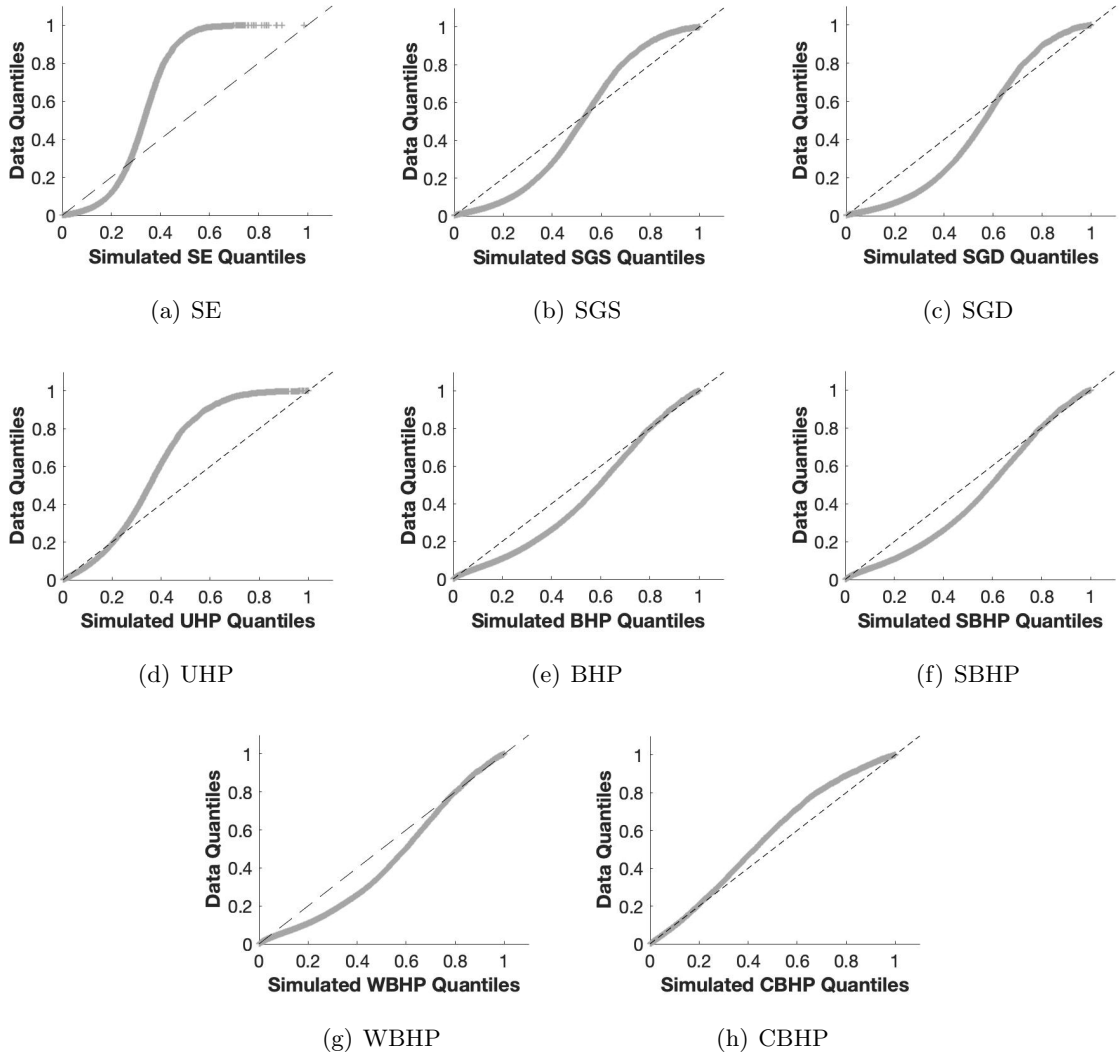 Data Quantiles
1
0.8
0.6
0.4
0.2
0
0 0.2 0.4 0.6 0.8 1
Simulated SE Quantiles
(a) SE
Data Quantiles
1
0.8
0.6
0.4
0.2
0
0 0.2 0.4 0.6 0.8 1
Simulated SGS Quantiles
(b) SGS
Data Quantiles
1
0.8
0.6
0.4
0.2
0
0 0.2 0.4 0.6 0.8 1
Simulated SGD Quantiles
(c) SGD
Data Quantiles
1
0.8
0.6
0.4
0.2
0
0 0.2 0.4 0.6 0.8 1
Simulated UHP Quantiles
(d) UHP
Data Quantiles
1
0.8
0.6
0.4
0.2
0
0 0.2 0.4 0.6 0.8 1
Simulated BHP Quantiles
(e) BHP
Data Quantiles
1
0.8
0.6
0.4
0.2
0
0 0.2 0.4 0.6 0.8 1
Simulated SBHP Quantiles
(f) SBHP
Data Quantiles
1
0.8
0.6
0.4
0.2
0
0 0.2 0.4 0.6 0.8 1
Simulated WBHP Quantiles
(g) WBHP
Data Quantiles
1
0.8
0.6
0.4
0.2
0
0 0.2 0.4 0.6 0.8 1
Simulated CBHP Quantiles
(h) CBHP